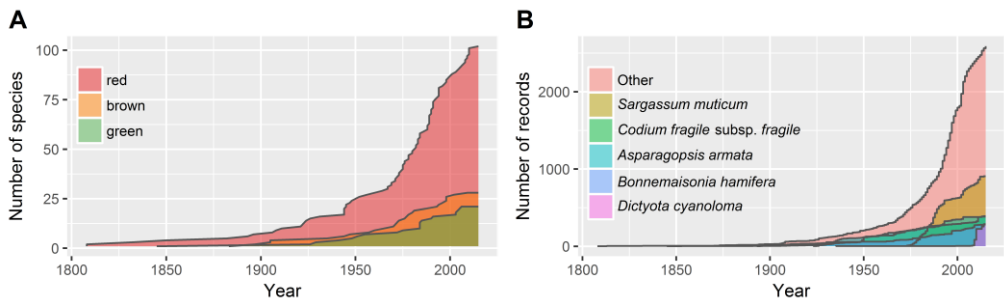 A
Number of species
100
75
50
25
0
red
brown
green
1800 1850 1900 1950 2000
Year
B
Number of records
2000
1000
0
Other
Sargassum muticum
Codium fragile subsp. fragile
Asparagopsis armata
Bonnemaisonia hamifera
Dictyota cyanoloma
1800 1850 1900 1950 2000
Year